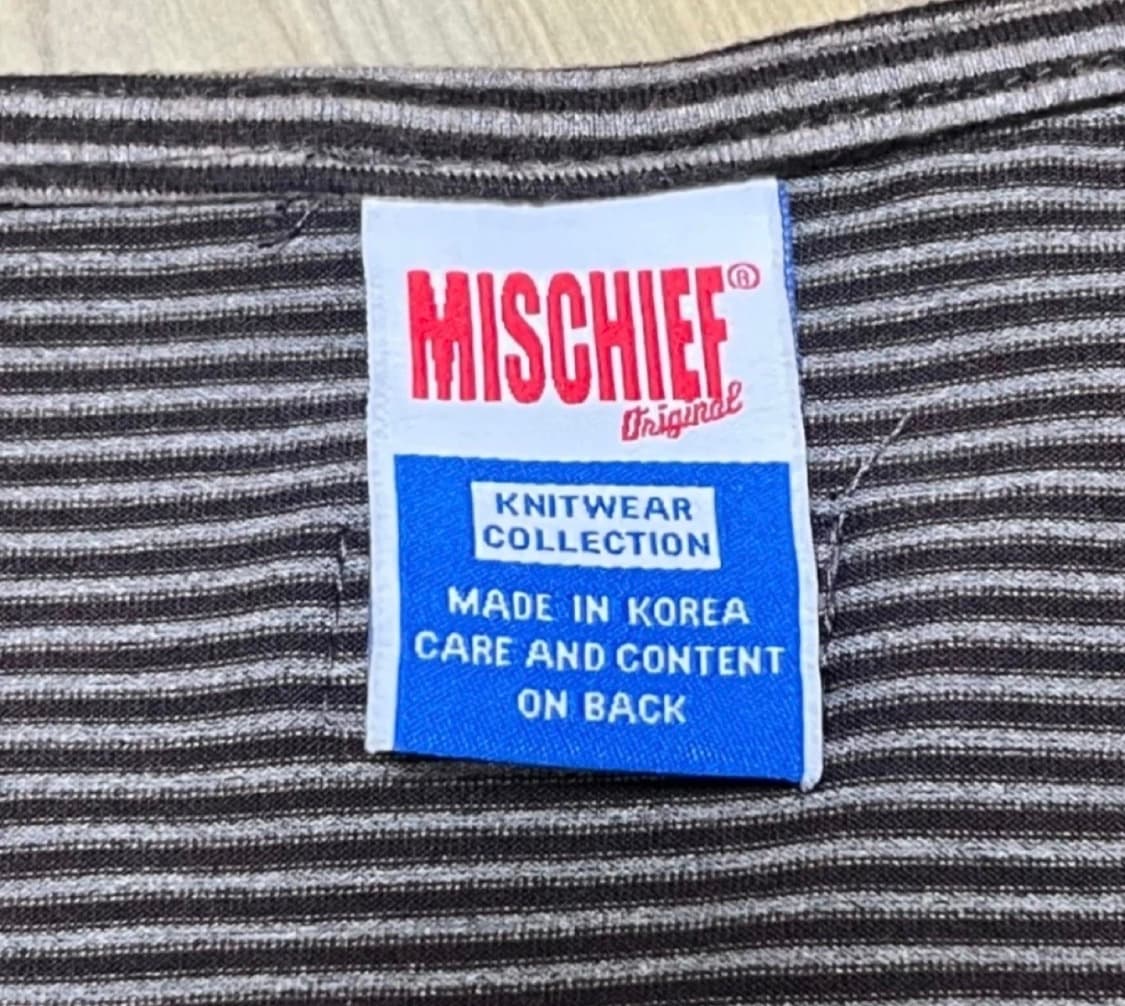 MISCHIEF®
Original
KNITWEAR
COLLECTION
MADE IN KOREA
CARE AND CONTENT
ON BACK